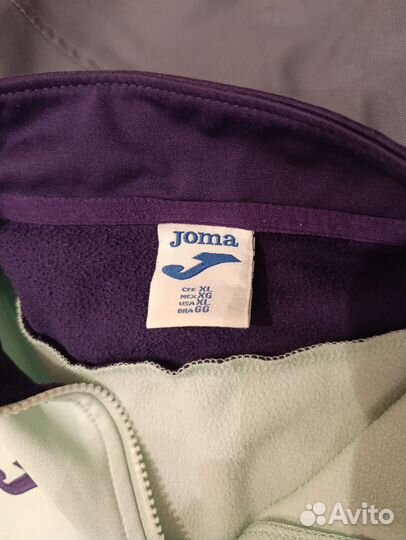 Joma
CEE XL
MEX XG
USA XL
BRA GG
Avito